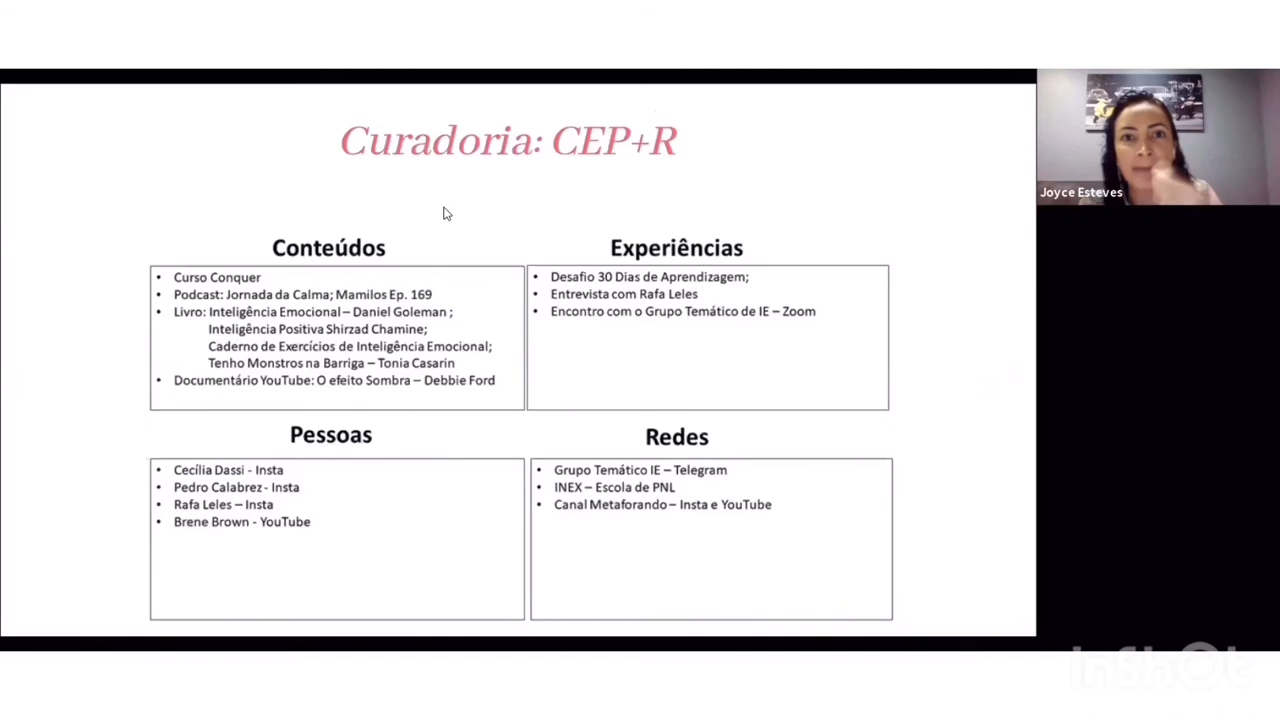 Curadoria: CEP+R
Joyce Esteves
Conteúdos
• Curso Conquer
• Podcast: Jornada da Calma; Mamilos Ep. 169
• Livro: Inteligência Emocional – Daniel Goleman ;
Inteligência Positiva Shirzad Chamine;
Caderno de Exercícios de Inteligência Emocional;
Tenho Monstros na Barriga – Tonia Casarin
• Documentário YouTube: O efeito Sombra – Debbie Ford
Experiências
• Desafio 30 Dias de Aprendizagem;
• Entrevista com Rafa Leles
• Encontro com o Grupo Temático de IE – Zoom
Pessoas
• Cecília Dassi - Insta
• Pedro Calabrez - Insta
• Rafa Leles – Insta
• Brene Brown - YouTube
Redes
• Grupo Temático IE – Telegram
• INEX – Escola de PNL
• Canal Metaforando – Insta e YouTube
InShOt